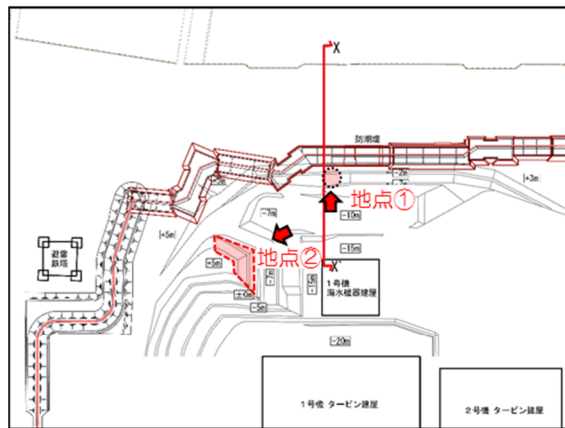 X
防潮堤
-2m
+3m
地点①
-7m
-10m
+5m
避雷
鉄塔
地点②
-15m
+5m
X'
1号機
海水機器建屋
±0m
-5m
-20m
1号機 タービン建屋
2号機 タービン建屋